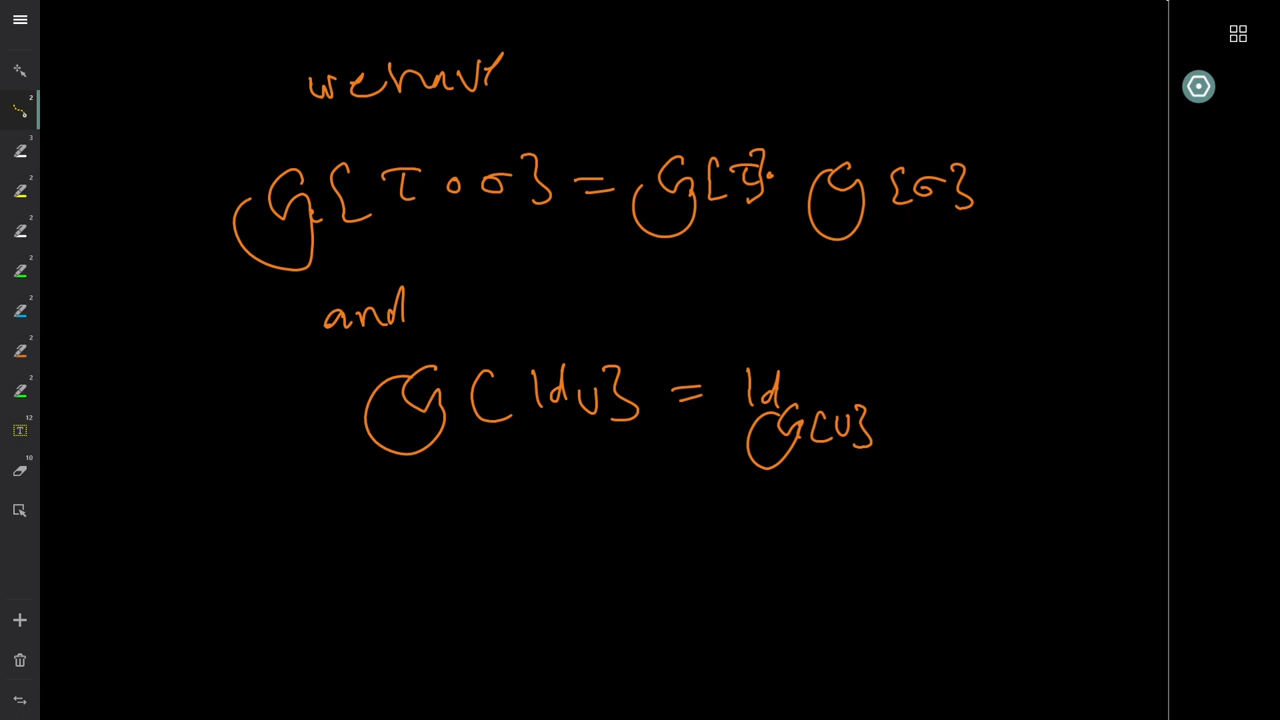 we have
G[τ ∘ σ] = G[τ] · G[σ]
and
G[Id_U] = Id_G[U]